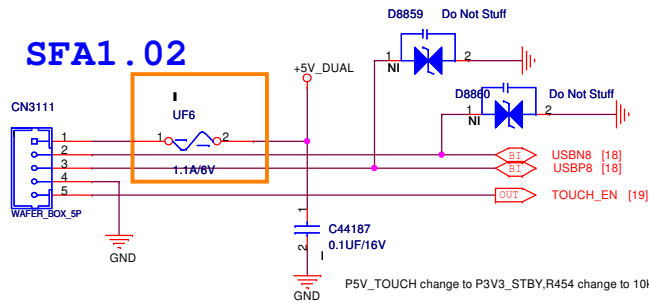 D8859 Do Not Stuff
SFA1.02
1 2
NI
+5V_DUAL
I
D8860 Do Not Stuff
CN3111
UF6
2
NI
1 1 2
2 BI USBN8 [18]
3 1.1A/6V BI USBP8 [18]
4
5 OUT TOUCH_EN [19]
WAFER_BOX_5P
1
C44187
0.1UF/16V
2 I
GND
GND
P5V_TOUCH change to P3V3_STBY,R454 change to 10k